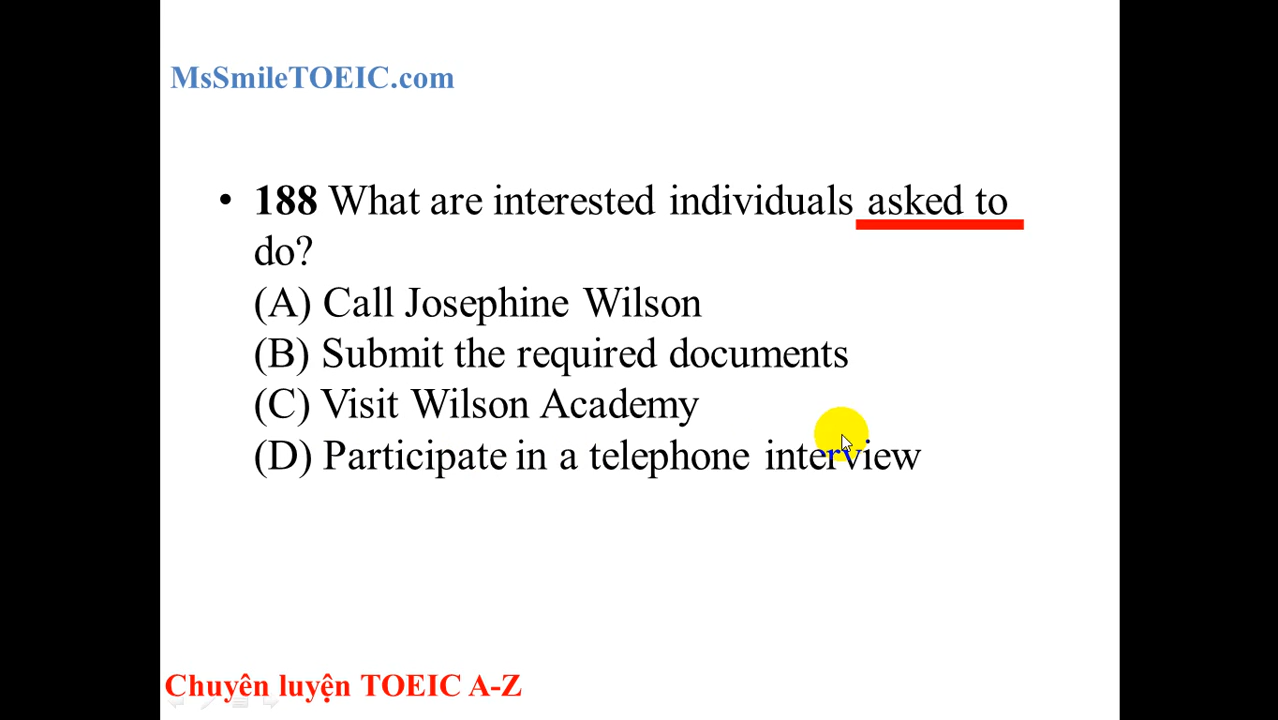 MsSmileTOEIC.com
• 188 What are interested individuals asked to
do?
(A) Call Josephine Wilson
(B) Submit the required documents
(C) Visit Wilson Academy
(D) Participate in a telephone interview
Chuyên luyện TOEIC A-Z